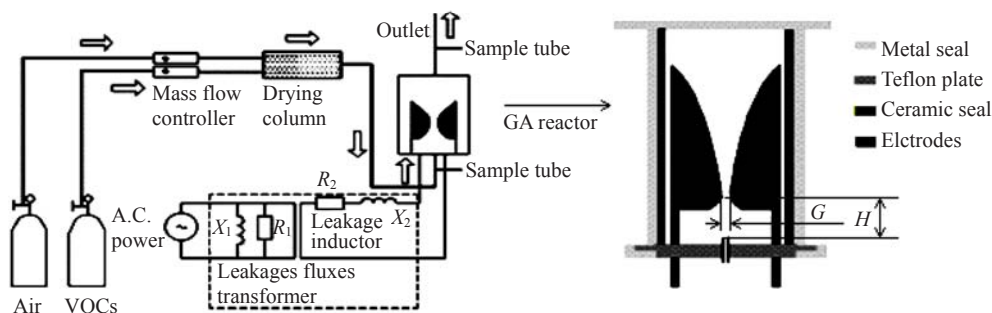 Outlet
Sample tube
Mass flow
controller
Drying
column
GA reactor
Sample tube
A.C.
power
X1
R1
R2
X2
Leakage
inductor
Leakages fluxes
transformer
Air
VOCs
G
H
Metal seal
Teflon plate
Ceramic seal
Elctrodes